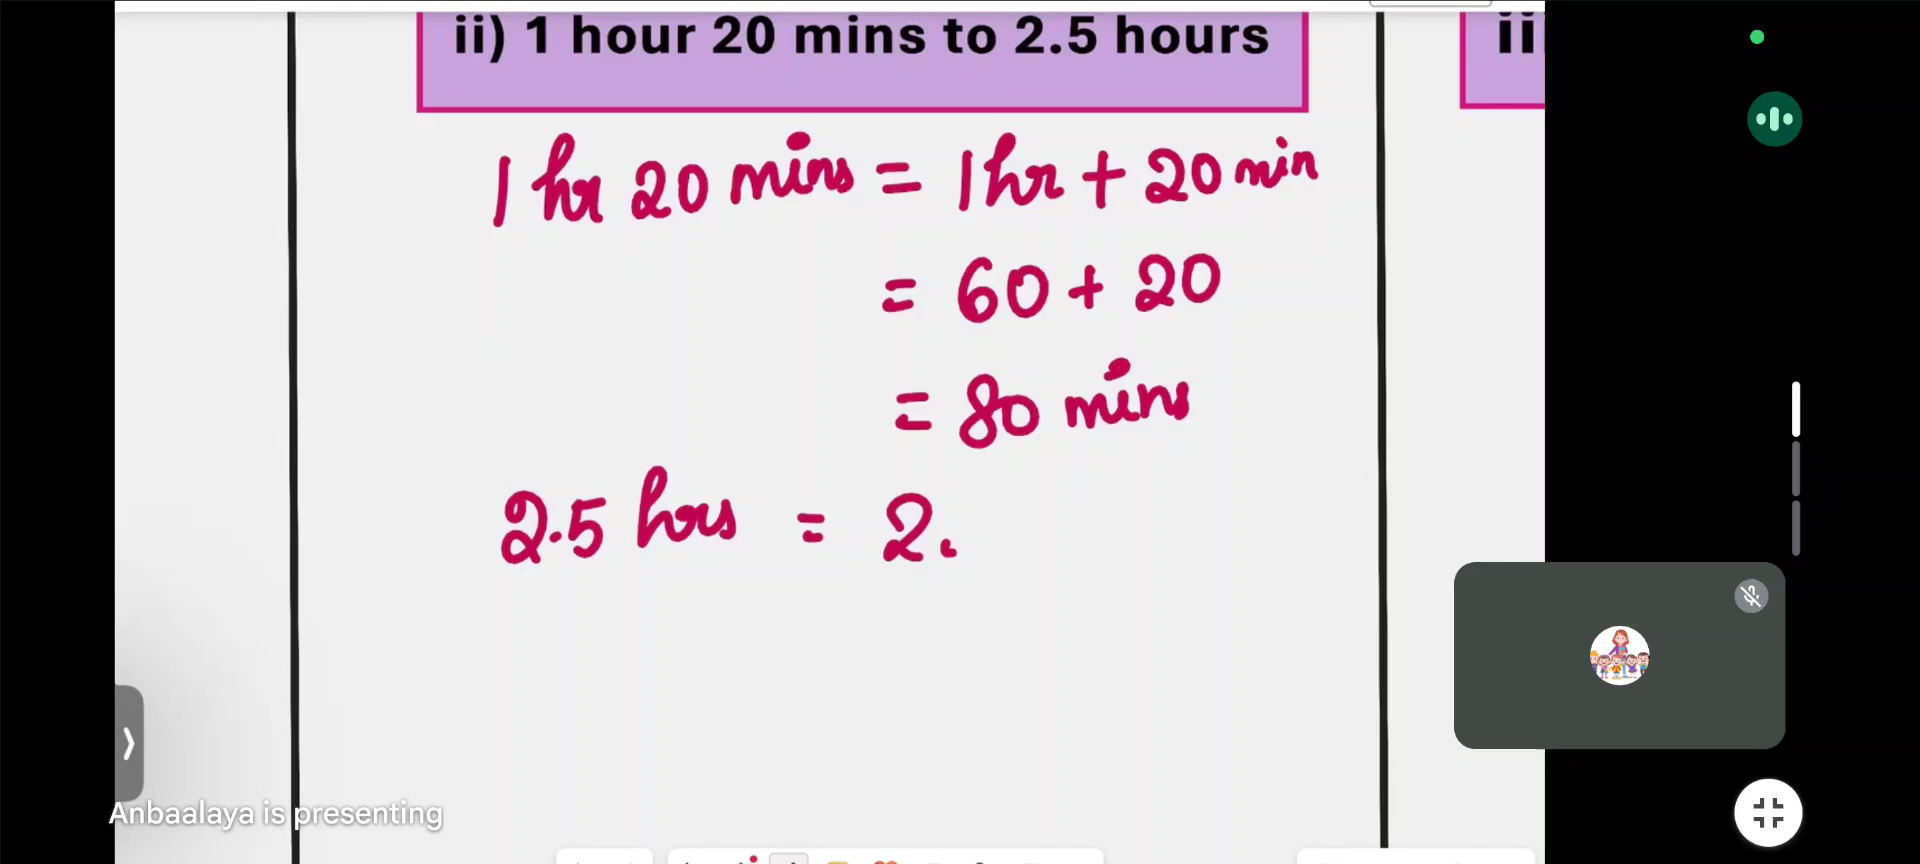 ii) 1 hour 20 mins to 2.5 hours
ii
1 hr 20 mins = 1 hr + 20 min
= 60 + 20
= 80 mins
2.5 hrs = 2.
Anbaalaya is presenting